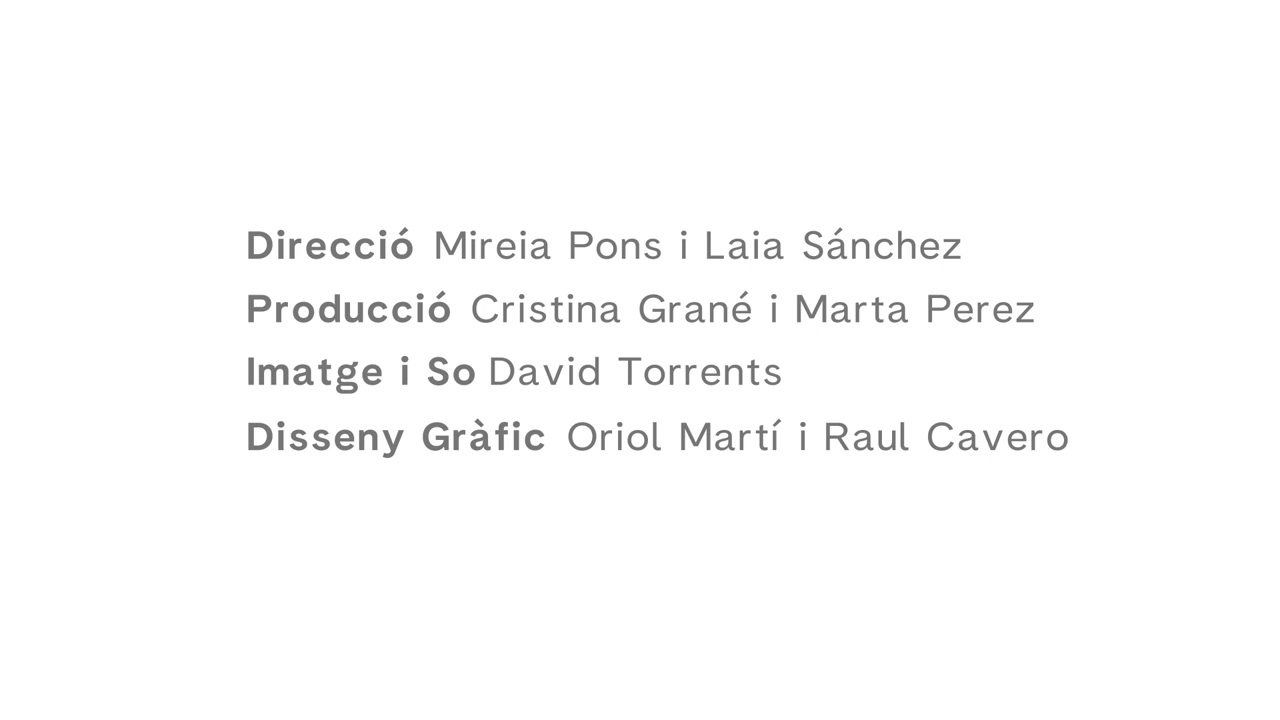 Direcció Mireia Pons i Laia Sánchez
Producció Cristina Grané i Marta Perez
Imatge i So David Torrents
Disseny Gràfic Oriol Martí i Raul Cavero